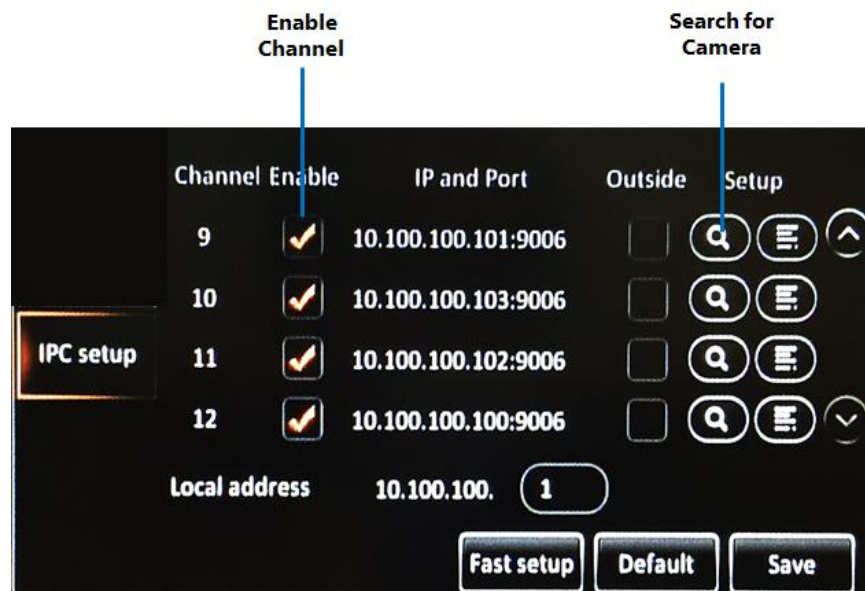 Enable
Channel
Search for
Camera
Channel Enable IP and Port Outside Setup
9 10.100.100.101:9006
10 10.100.100.103:9006
IPC setup
11 10.100.100.102:9006
12 10.100.100.100:9006
Local address 10.100.100. 1
Fast setup Default Save